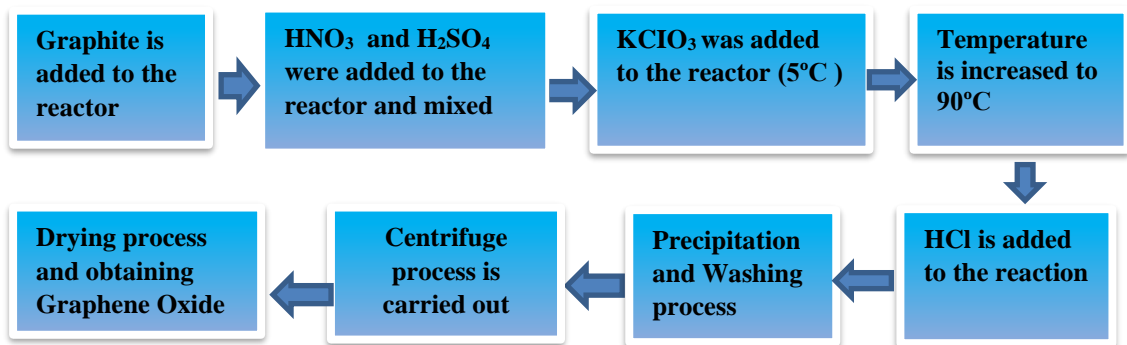 Graphite is
added to the
reactor
HNO₃ and H₂SO₄
were added to the
reactor and mixed
KClO₃ was added
to the reactor (5ºC )
Temperature
is increased to
90ºC
HCl is added
to the reaction
Precipitation
and Washing
process
Centrifuge
process is
carried out
Drying process
and obtaining
Graphene Oxide